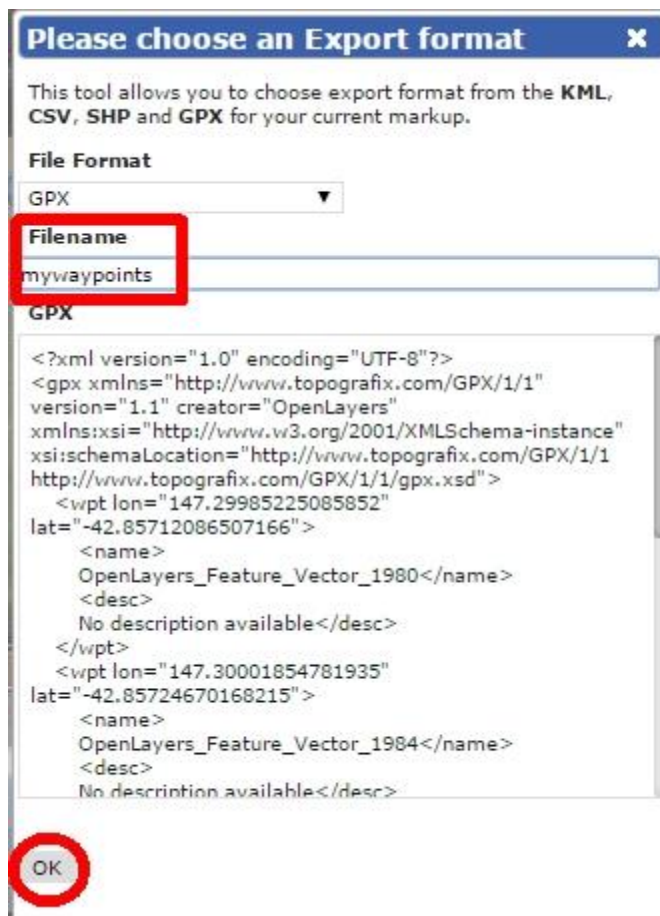 Please choose an Export format
This tool allows you to choose export format from the KML,
CSV, SHP and GPX for your current markup.
File Format
GPX
Filename
mywaypoints
GPX
<?xml version="1.0" encoding="UTF-8"?>
<gpx xmlns="http://www.topografix.com/GPX/1/1"
version="1.1" creator="OpenLayers"
xmlns:xsi="http://www.w3.org/2001/XMLSchema-instance"
xsi:schemaLocation="http://www.topografix.com/GPX/1/1
http://www.topografix.com/GPX/1/1/gpx.xsd">
<wpt lon="147.29985225085852"
lat="-42.85712086507166">
<name>
OpenLayers_Feature_Vector_1980</name>
<desc>
No description available</desc>
</wpt>
<wpt lon="147.30001854781935"
lat="-42.85724670168215">
<name>
OpenLayers_Feature_Vector_1984</name>
<desc>
No description available</desc>
OK